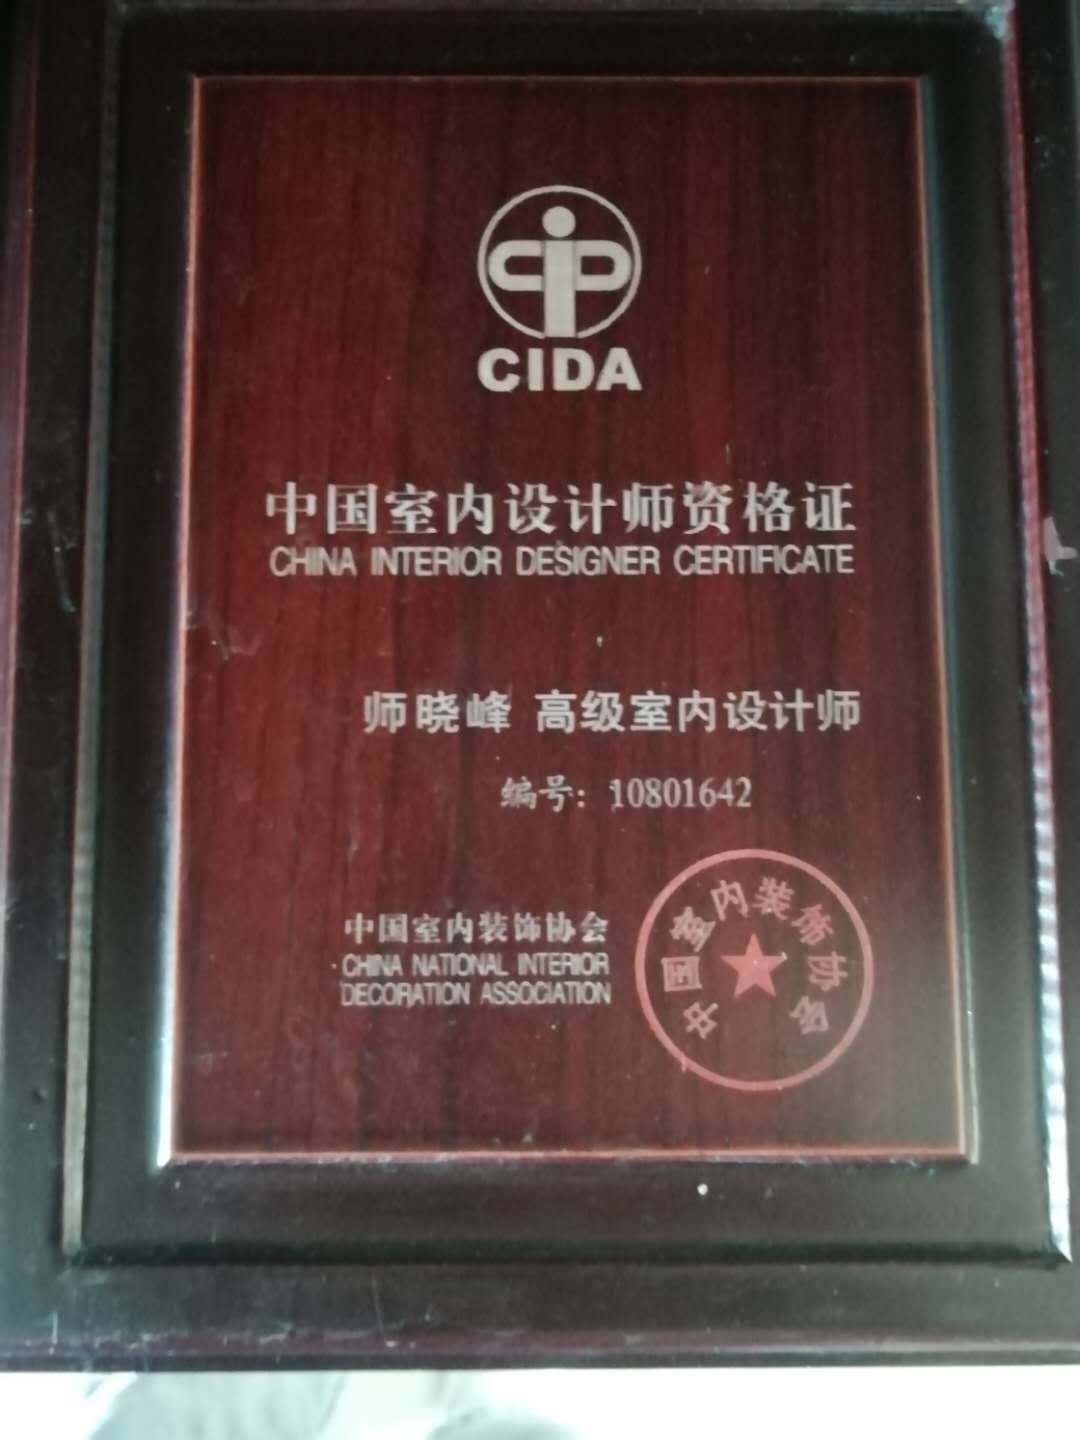 CIDA
中国室内设计师资格证
CHINA INTERIOR DESIGNER CERTIFICATE
师晓峰 高级室内设计师
编号：10801642
中国室内装饰协会
CHINA NATIONAL INTERIOR
DECORATION ASSOCIATION
中国室内装饰协会